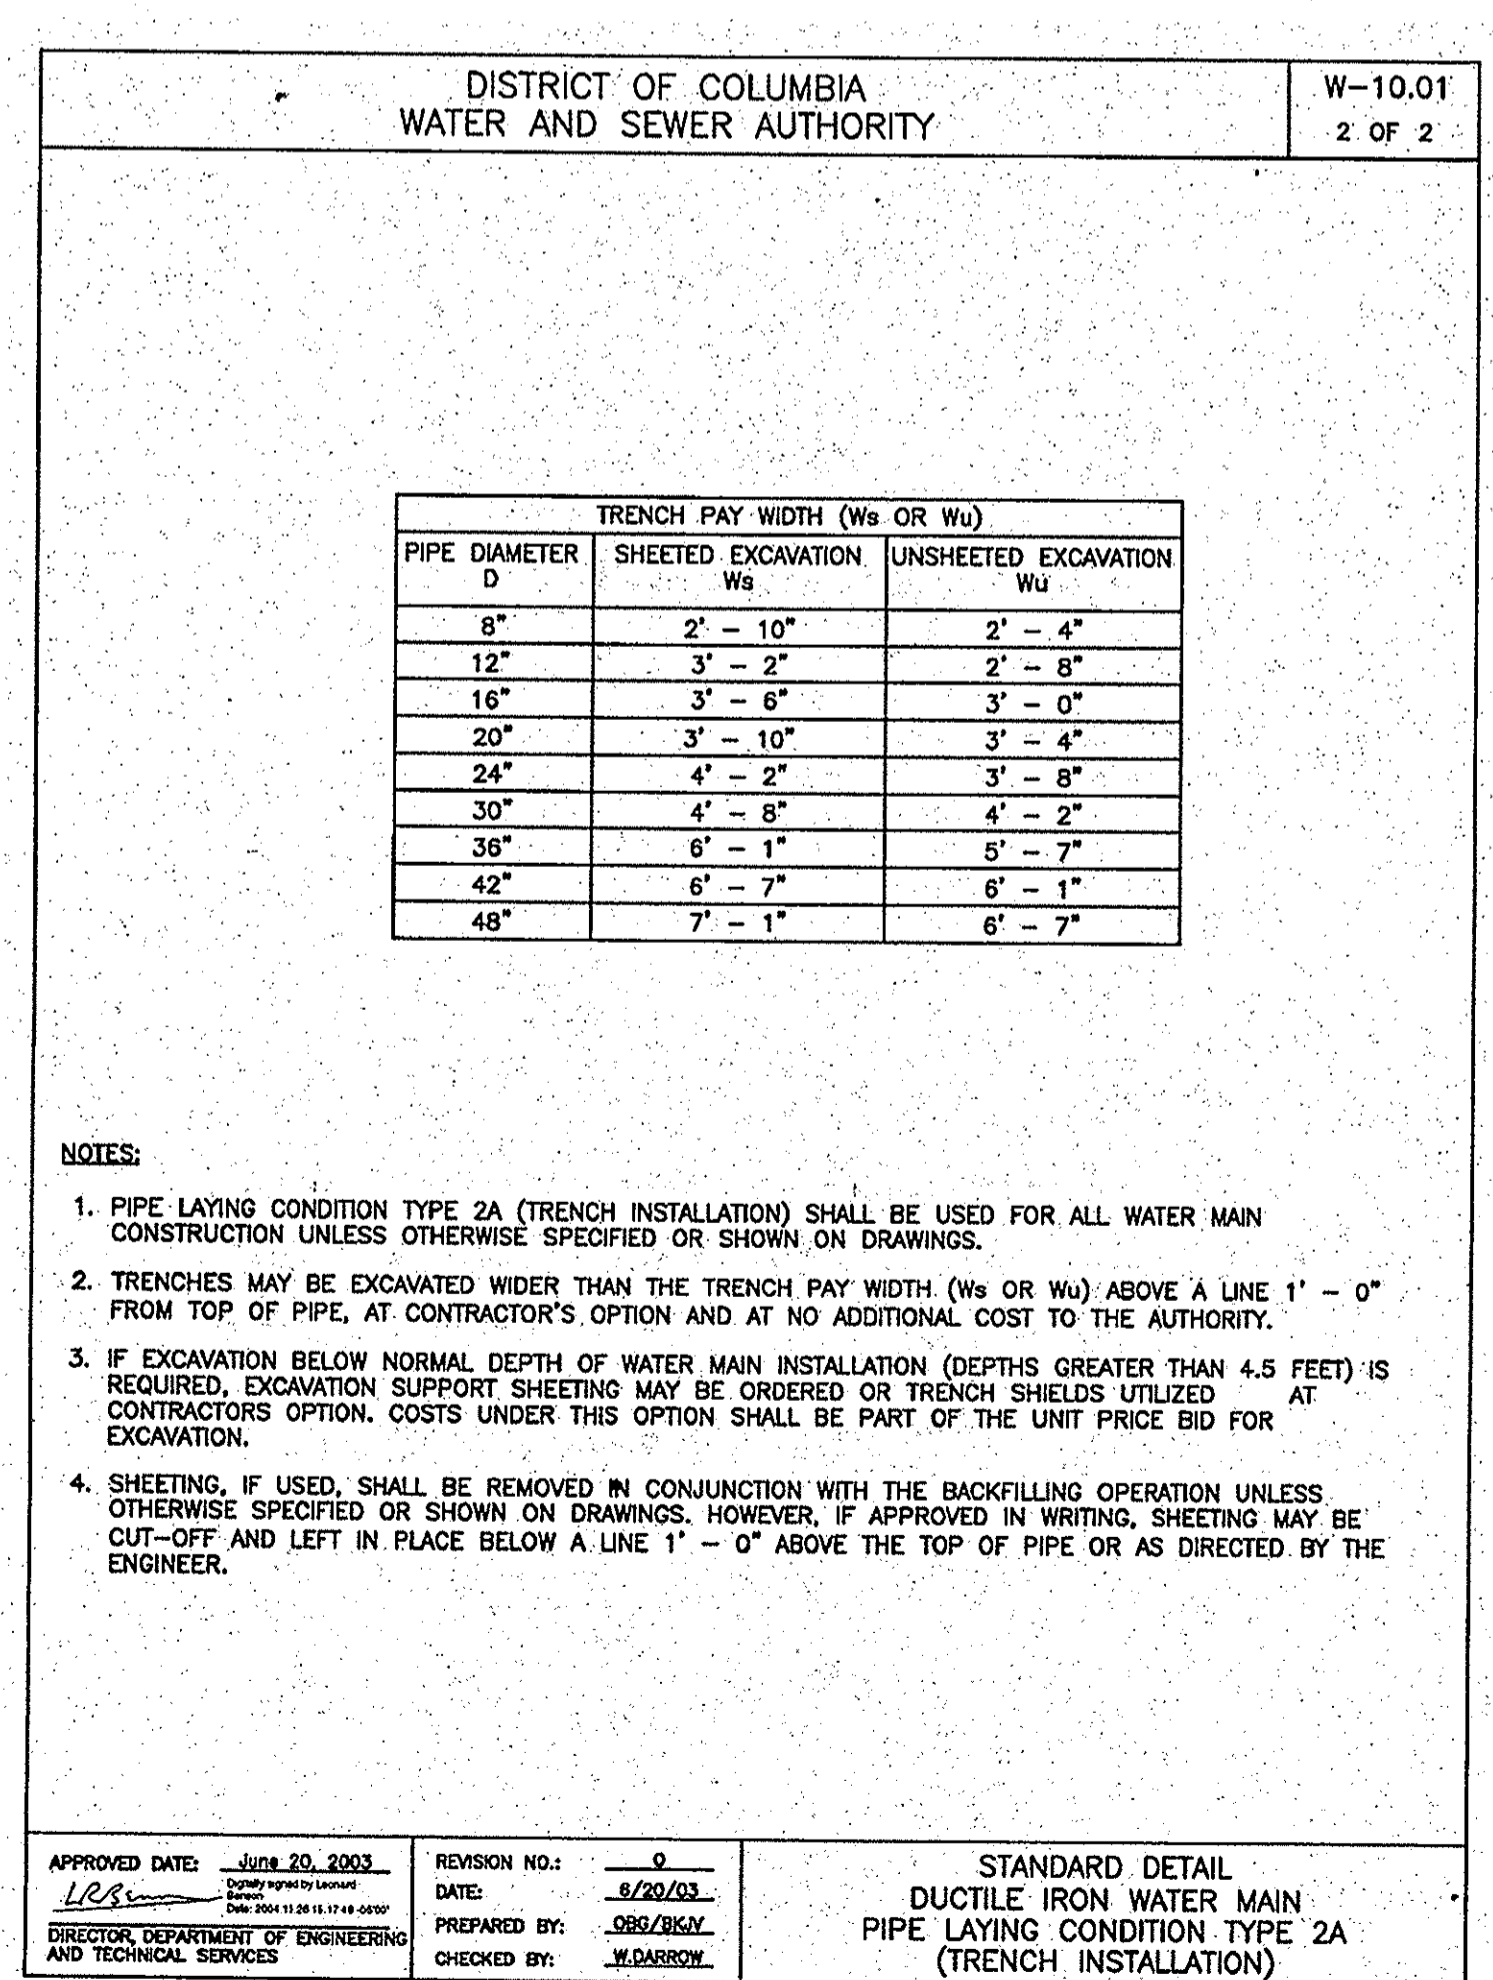 DISTRICT OF COLUMBIA
WATER AND SEWER AUTHORITY
W-10.01
2 OF 2
TRENCH PAY WIDTH (Ws OR Wu)
PIPE DIAMETER D SHEETED EXCAVATION Ws UNSHEETED EXCAVATION Wu
8" 2' - 10" 2' - 4"
12" 3' - 2" 2' - 8"
16" 3' - 6" 3' - 0"
20" 3' - 10" 3' - 4"
24" 4' - 2" 3' - 8"
30" 4' - 8" 4' - 2"
36" 6' - 1" 5' - 7"
42" 6' - 7" 6' - 1"
48" 7' - 1" 6' - 7"
NOTES:
1. PIPE LAYING CONDITION TYPE 2A (TRENCH INSTALLATION) SHALL BE USED FOR ALL WATER MAIN
CONSTRUCTION UNLESS OTHERWISE SPECIFIED OR SHOWN ON DRAWINGS.
2. TRENCHES MAY BE EXCAVATED WIDER THAN THE TRENCH PAY WIDTH (Ws OR Wu) ABOVE A LINE 1' - 0"
FROM TOP OF PIPE, AT CONTRACTOR'S OPTION AND AT NO ADDITIONAL COST TO THE AUTHORITY.
3. IF EXCAVATION BELOW NORMAL DEPTH OF WATER MAIN INSTALLATION (DEPTHS GREATER THAN 4.5 FEET) IS
REQUIRED, EXCAVATION SUPPORT SHEETING MAY BE ORDERED OR TRENCH SHIELDS UTILIZED AT
CONTRACTORS OPTION. COSTS UNDER THIS OPTION SHALL BE PART OF THE UNIT PRICE BID FOR
EXCAVATION.
4. SHEETING, IF USED, SHALL BE REMOVED IN CONJUNCTION WITH THE BACKFILLING OPERATION UNLESS
OTHERWISE SPECIFIED OR SHOWN ON DRAWINGS. HOWEVER, IF APPROVED IN WRITING, SHEETING MAY BE
CUT-OFF AND LEFT IN PLACE BELOW A LINE 1' - 0" ABOVE THE TOP OF PIPE OR AS DIRECTED BY THE
ENGINEER.
APPROVED DATE: June 20, 2003
Digitally signed by Leonard
Benson
Date: 2004.11.26 15:17:49 -05'00'
DIRECTOR, DEPARTMENT OF ENGINEERING
AND TECHNICAL SERVICES
REVISION NO.: 0
DATE: 6/20/03
PREPARED BY: OBG/BKJV
CHECKED BY: W.DARROW
STANDARD DETAIL
DUCTILE IRON WATER MAIN
PIPE LAYING CONDITION TYPE 2A
(TRENCH INSTALLATION)